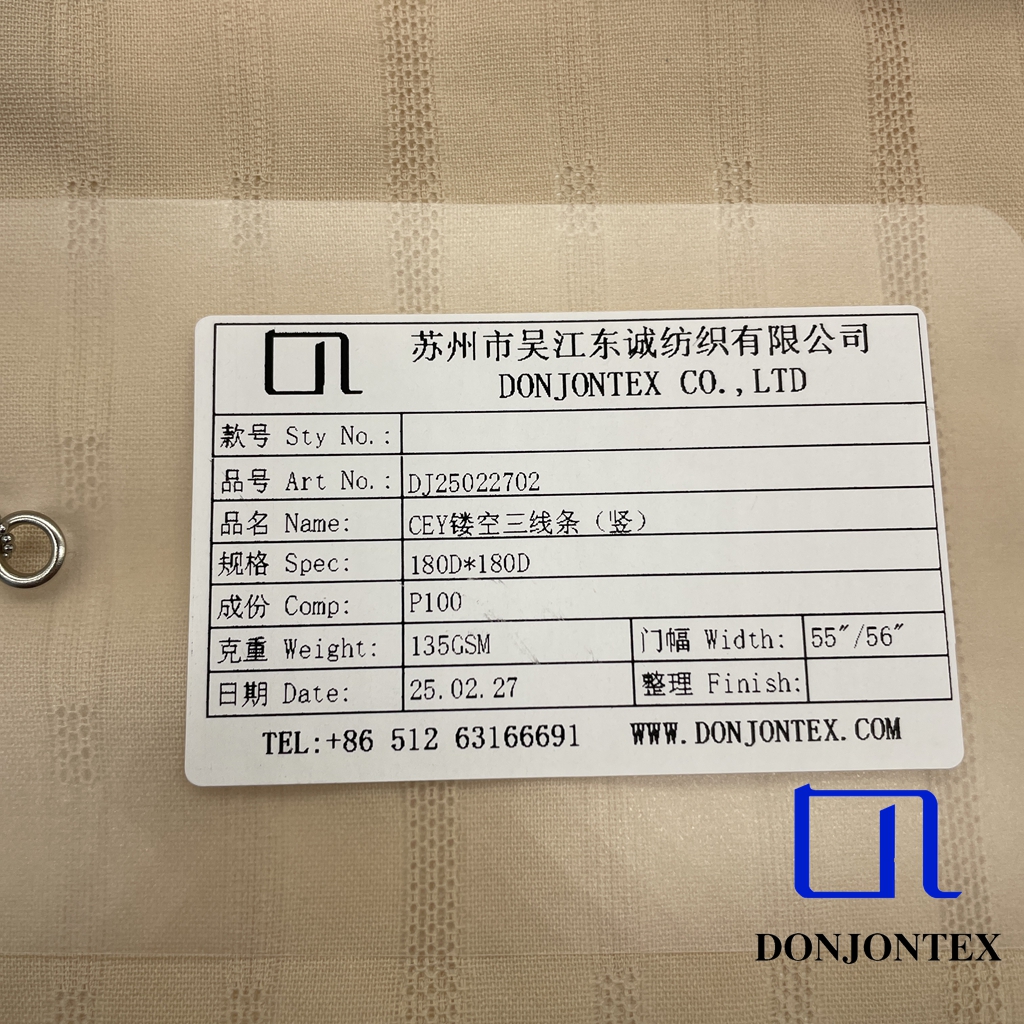 苏州市吴江东诚纺织有限公司
DONJONTEX CO.,LTD
款号 Sty No.:
品号 Art No.: DJ25022702
品名 Name: CEY镂空三线条（竖）
规格 Spec: 180D*180D
成份 Comp: P100
克重 Weight: 135GSM 门幅 Width: 55″/56″
日期 Date: 25.02.27 整理 Finish:
TEL:+86 512 63166691 WWW.DONJONTEX.COM
DONJONTEX